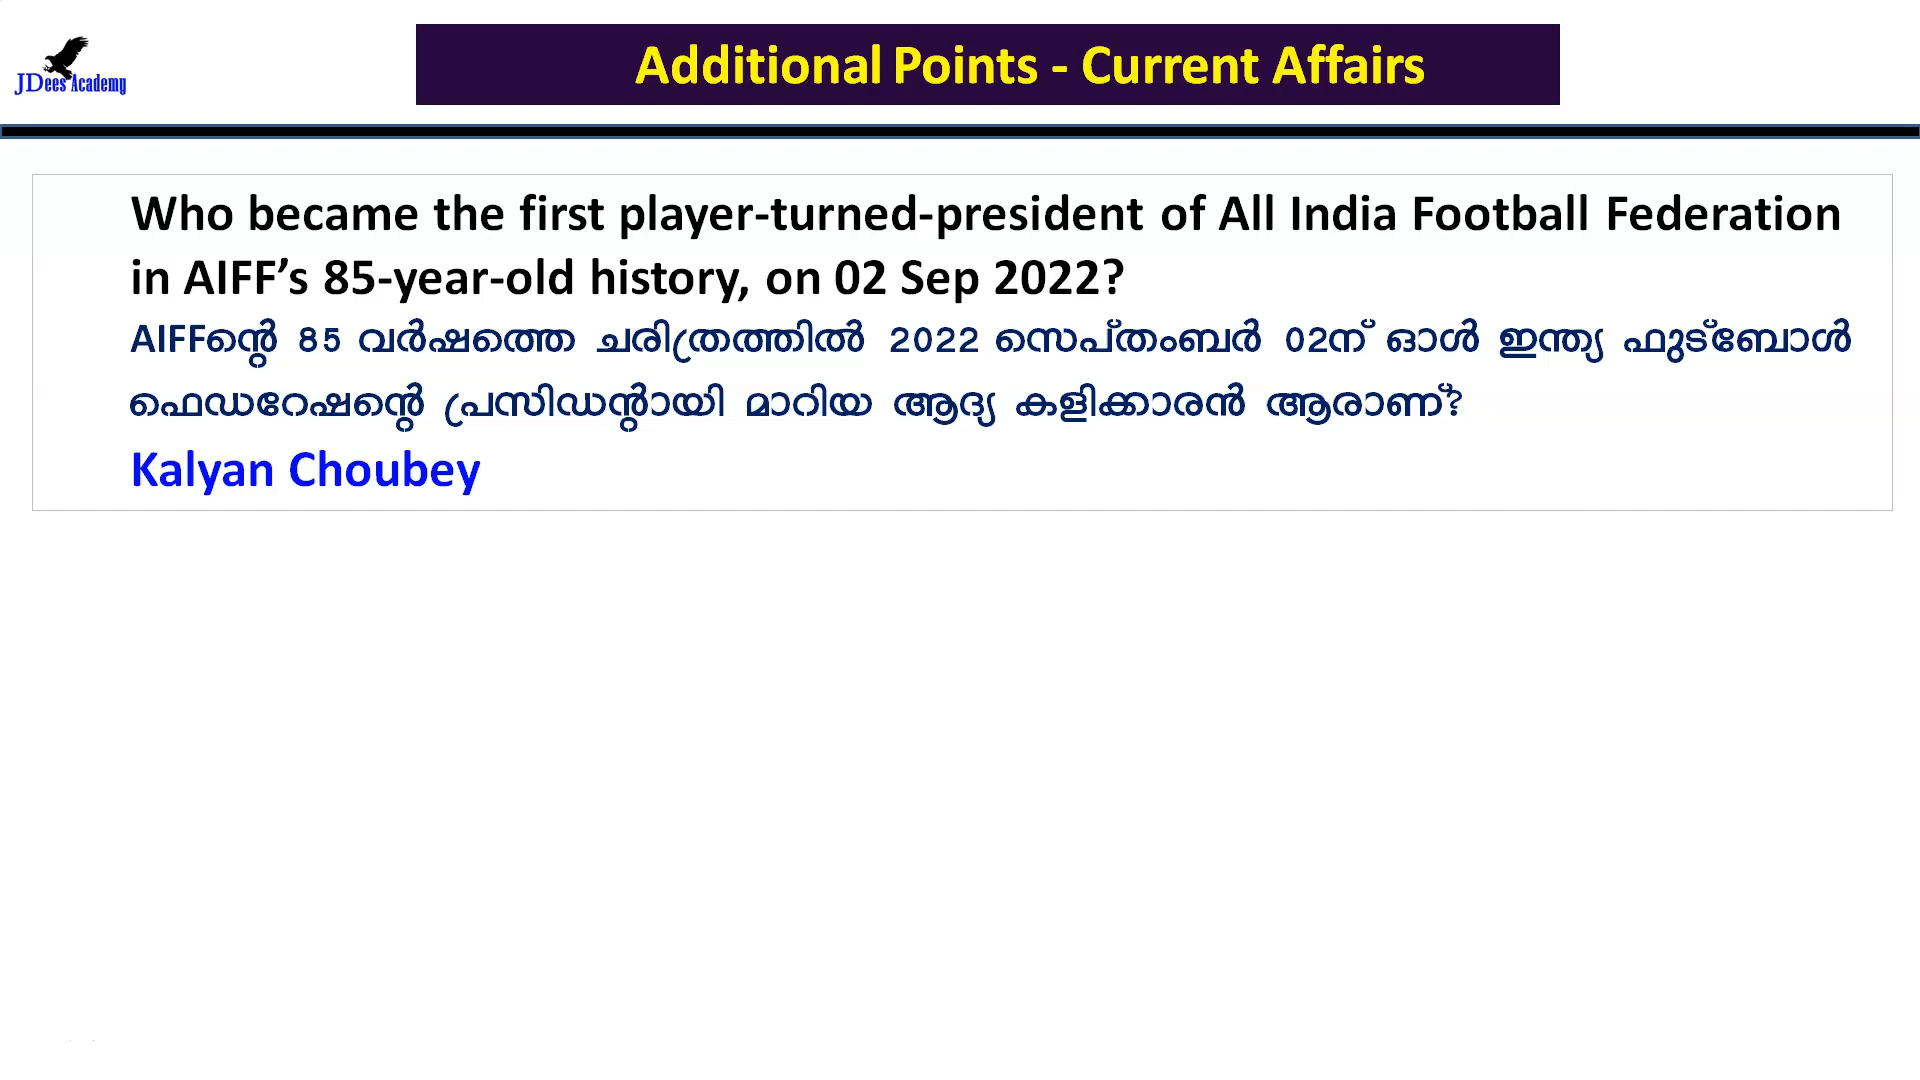 JDees Academy
Additional Points - Current Affairs
Who became the first player-turned-president of All India Football Federation
in AIFF’s 85-year-old history, on 02 Sep 2022?
AIFFന്റെ 85 വർഷത്തെ ചരിത്രത്തിൽ 2022 സെപ്തംബർ 02ന് ഓൾ ഇന്ത്യ ഫുട്ബോൾ
ഫെഡറേഷന്റെ പ്രസിഡന്റായി മാറിയ ആദ്യ കളിക്കാരൻ ആരാണ്?
Kalyan Choubey